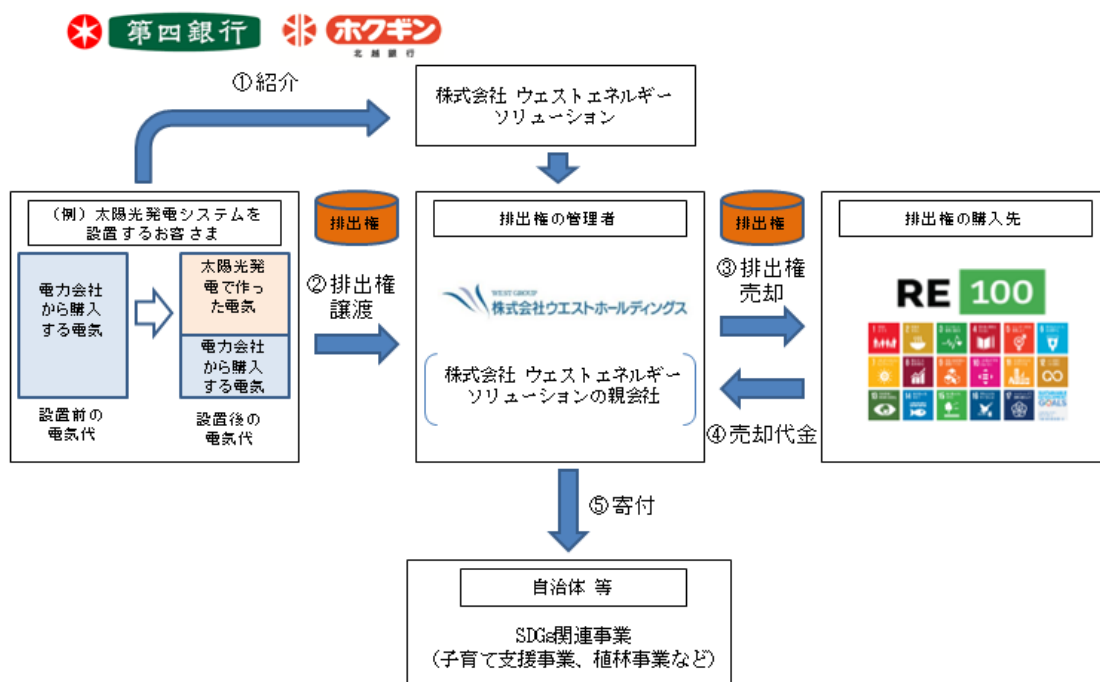 第四銀行
ホクギン
北越銀行
①紹介
株式会社 ウェストエネルギー
ソリューション
(例)太陽光発電システムを
設置するお客さま
電力会社
から購入
する電気
設置前の
電気代
太陽光発
電で作っ
た電気
電力会社
から購入
する電気
設置後の
電気代
排出権
②排出権
譲渡
排出権の管理者
WEST GROUP
株式会社ウエストホールディングス
株式会社 ウェストエネルギー
ソリューションの親会社
排出権
③排出権
売却
④売却代金
排出権の購入先
RE 100
GOALS
⑤寄付
自治体 等
SDGs関連事業
(子育て支援事業、植林事業など)